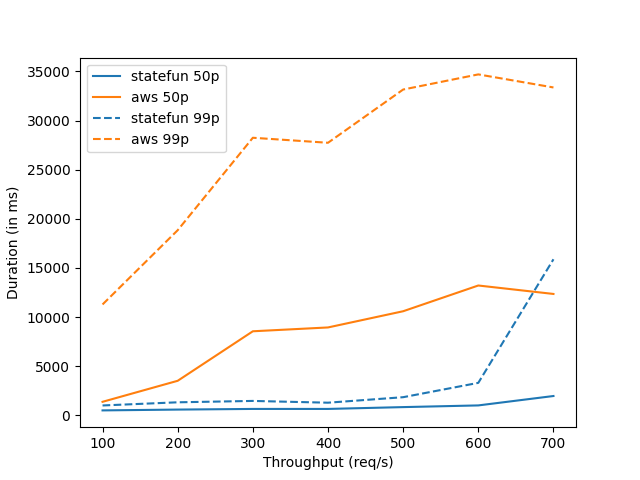 statefun 50p
aws 50p
statefun 99p
aws 99p
35000
30000
25000
20000
15000
10000
5000
0
Duration (in ms)
100 200 300 400 500 600 700
Throughput (req/s)